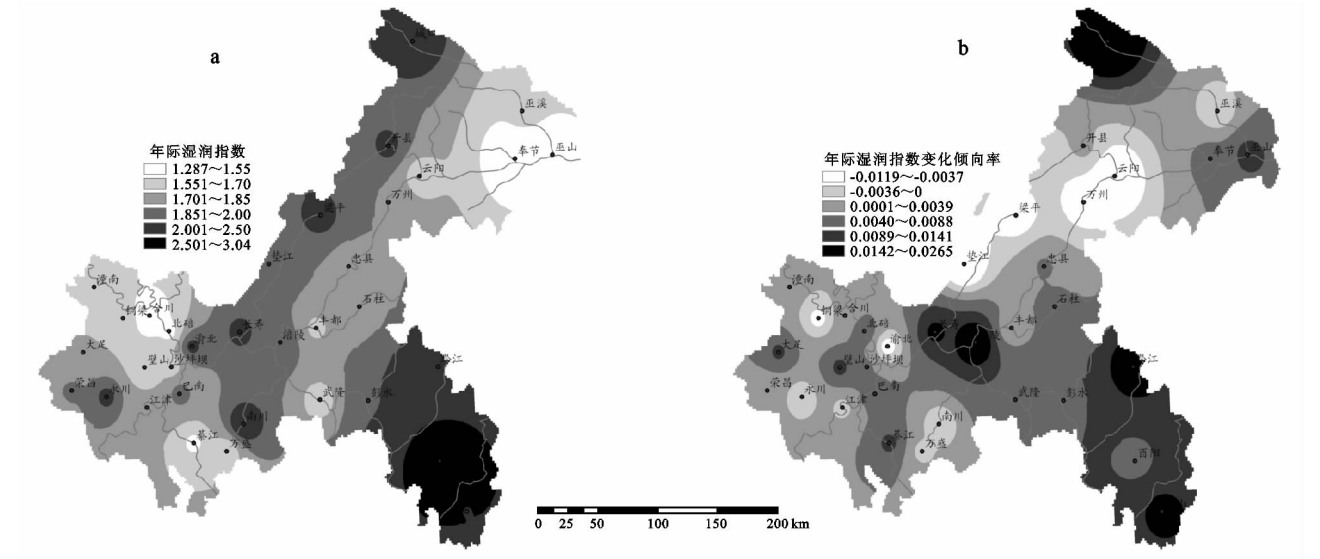 a
年际湿润指数
1.287～1.55
1.551～1.70
1.701～1.85
1.851～2.00
2.001～2.50
2.501～3.04
巫溪
开县
奉节
巫山
云阳
万州
梁平
垫江
忠县
石柱
潼南
铜梁
合川
北碚
渝北
长寿
涪陵
丰都
大足
璧山
沙坪坝
黔江
荣昌
永川
巴南
江津
武隆
彭水
南川
綦江
万盛
b
年际湿润指数变化倾向率
-0.0119～-0.0037
-0.0036～0
0.0001～0.0039
0.0040～0.0088
0.0089～0.0141
0.0142～0.0265
巫溪
开县
奉节
巫山
云阳
万州
梁平
垫江
忠县
石柱
潼南
铜梁
合川
北碚
渝北
长寿
丰都
大足
璧山
沙坪坝
黔江
荣昌
永川
巴南
江津
武隆
彭水
南川
綦江
万盛
酉阳
0 25 50 100 150 200 km